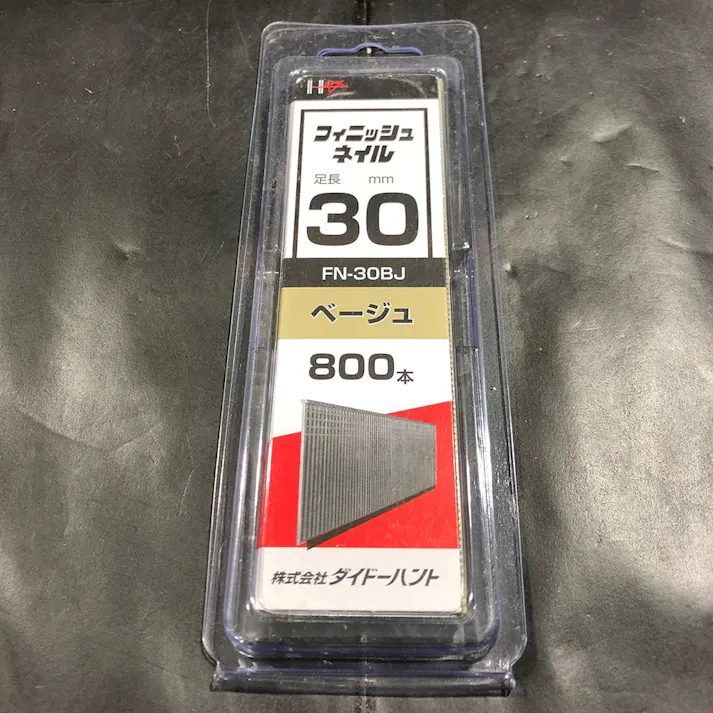 フィニッシュ
ネイル
足長 mm
30
FN-30BJ
ベージュ
800本
株式会社 ダイドーハント